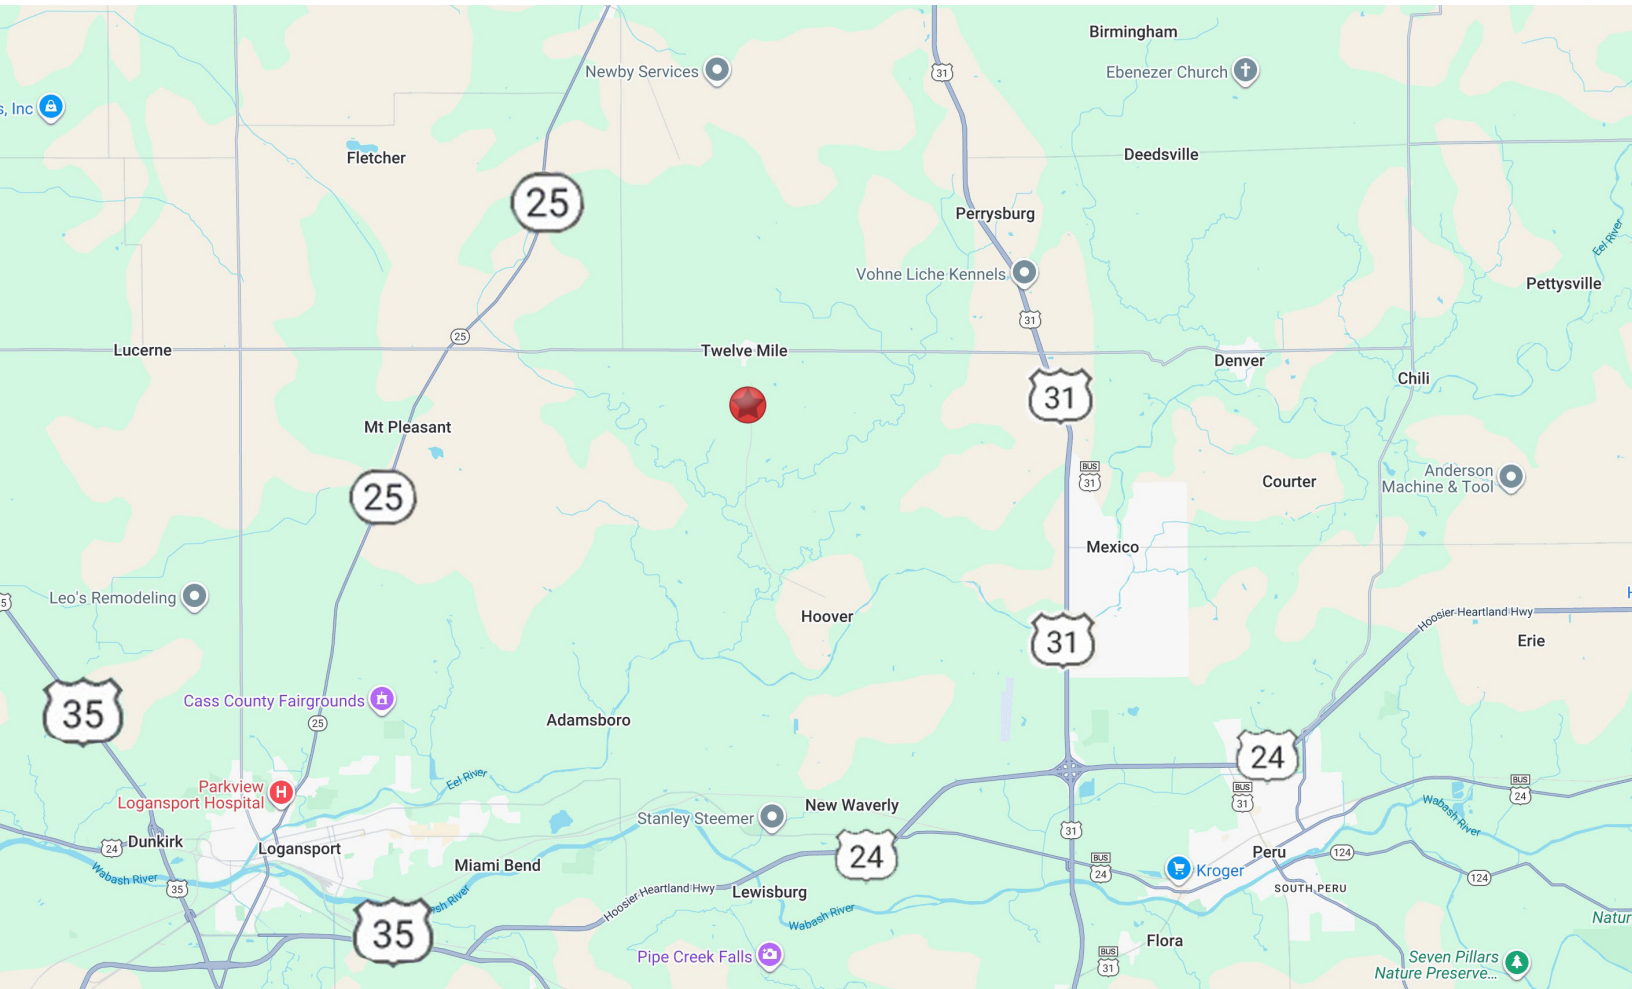 Birmingham
Newby Services
31
Ebenezer Church
s, Inc
Fletcher
Deedsville
25
Perrysburg
Eel River
Vohne Liche Kennels
Pettysville
31
25
Lucerne
Twelve Mile
Denver
Chili
31
Mt Pleasant
BUS
31
Courter
Anderson
Machine & Tool
25
Mexico
Leo's Remodeling
5
H
Hoosier Heartland Hwy
Hoover
Erie
31
Cass County Fairgrounds
35
25
Adamsboro
24
Eel River
Parkview
Logansport Hospital
H
BUS
31
BUS
24
New Waverly
Stanley Steemer
Wabash River
31
24
Dunkirk
Logansport
24
Peru
124
Miami Bend
BUS
24
Kroger
Wabash River
35
Hoosier Heartland Hwy
Lewisburg
124
SOUTH PERU
sh River
Wabash River
Natur
35
Flora
Pipe Creek Falls
BUS
31
Seven Pillars
Nature Preserve...